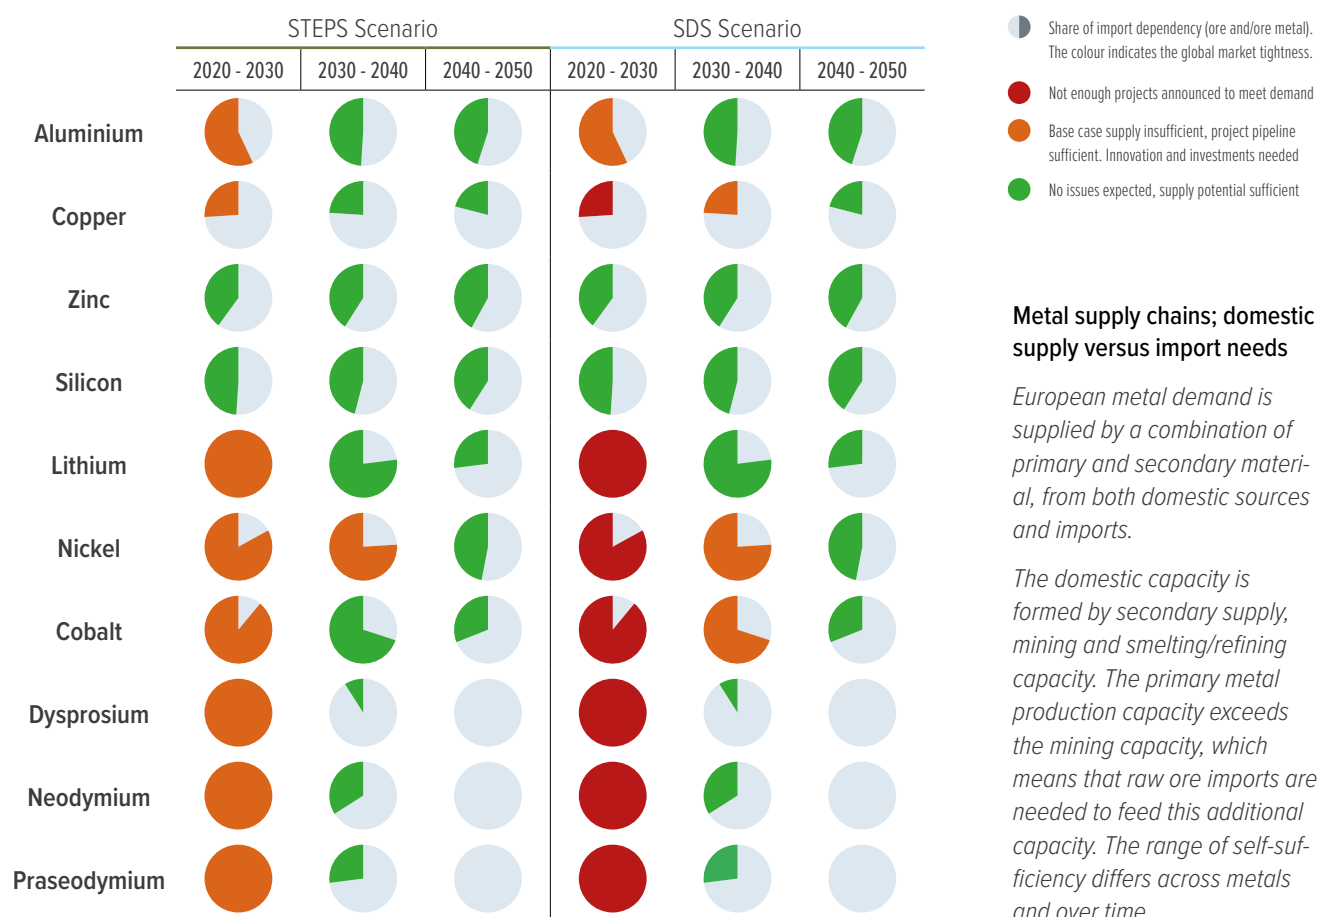 STEPS Scenario
SDS Scenario
2020 - 2030
2030 - 2040
2040 - 2050
2020 - 2030
2030 - 2040
2040 - 2050
Aluminium
Copper
Zinc
Silicon
Lithium
Nickel
Cobalt
Dysprosium
Neodymium
Praseodymium
Share of import dependency (ore and/ore metal).
The colour indicates the global market tightness.
Not enough projects announced to meet demand
Base case supply insufficient, project pipeline
sufficient. Innovation and investments needed
No issues expected, supply potential sufficient
Metal supply chains; domestic
supply versus import needs
European metal demand is
supplied by a combination of
primary and secondary materi-
al, from both domestic sources
and imports.
The domestic capacity is
formed by secondary supply,
mining and smelting/refining
capacity. The primary metal
production capacity exceeds
the mining capacity, which
means that raw ore imports are
needed to feed this additional
capacity. The range of self-suf-
ficiency differs across metals
and over time